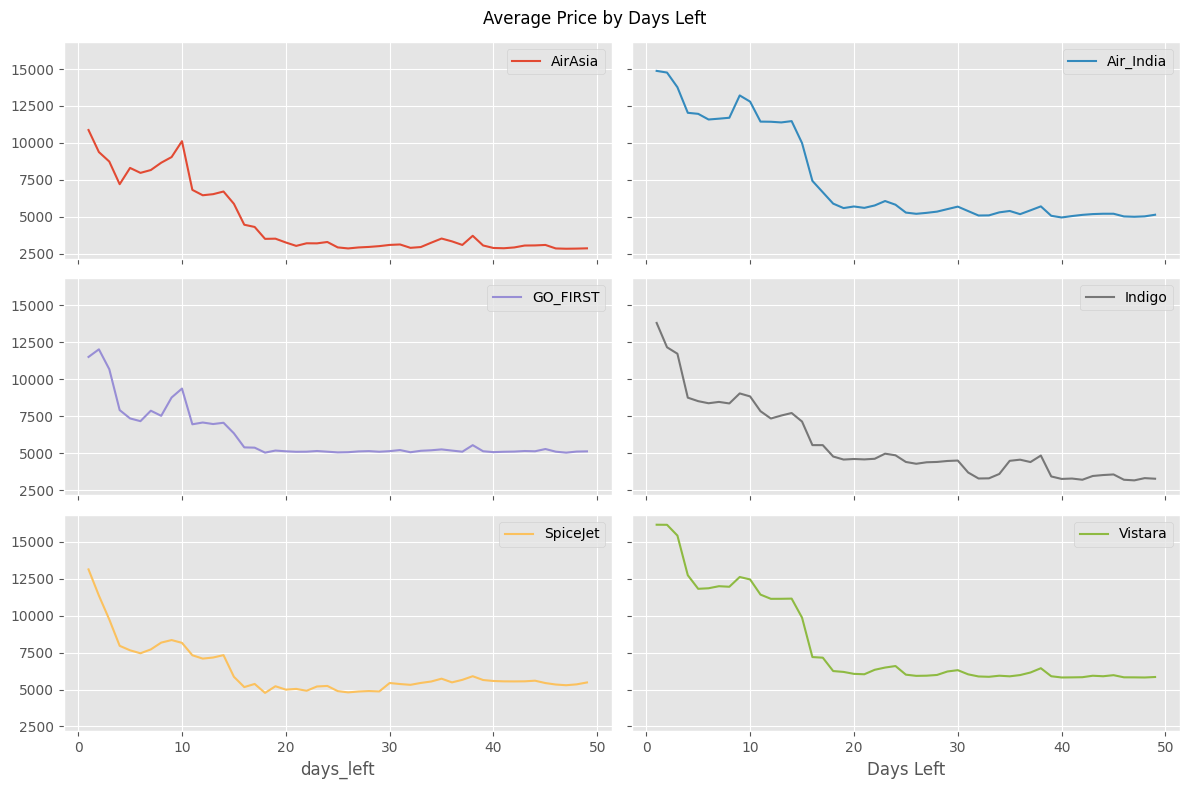 Average Price by Days Left
15000
12500
10000
7500
5000
2500
AirAsia
Air_India
15000
12500
10000
7500
5000
2500
GO_FIRST
Indigo
15000
12500
10000
7500
5000
2500
SpiceJet
Vistara
0 10 20 30 40 50
days_left
0 10 20 30 40 50
Days Left